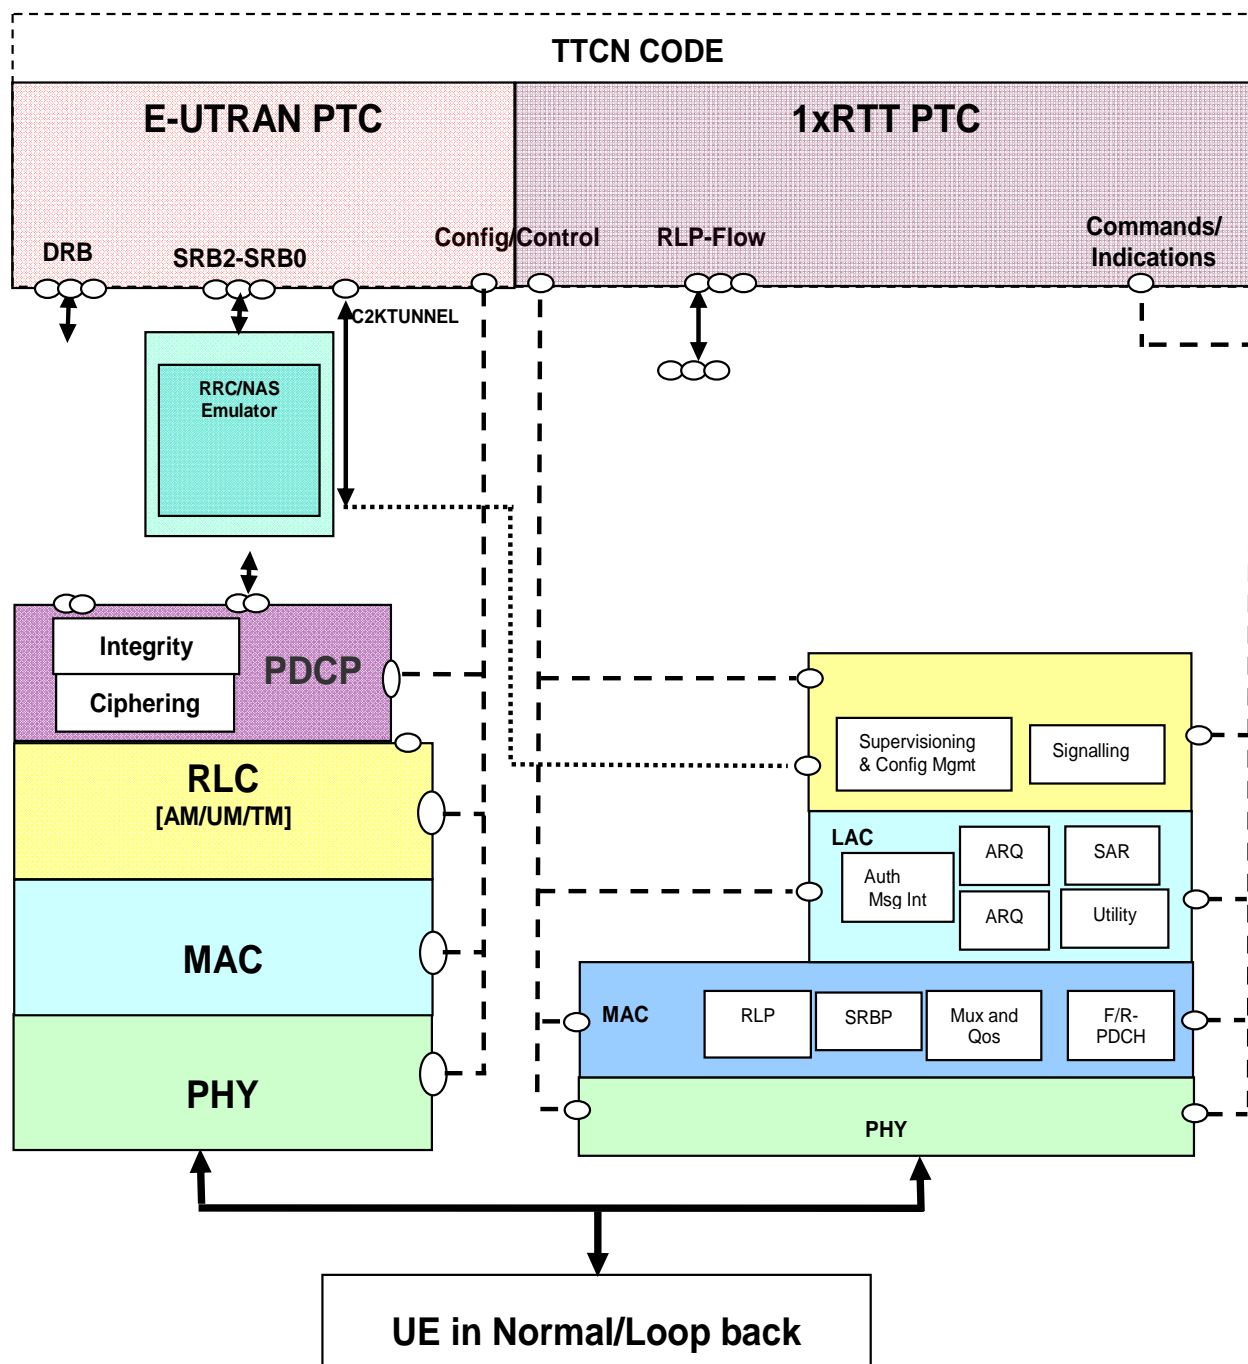 TTCN CODE
E-UTRAN PTC
1xRTT PTC
DRB
SRB2-SRB0
Config/Control
RLP-Flow
Commands/
Indications
C2KTUNNEL
RRC/NAS
Emulator
Integrity
Ciphering
PDCP
RLC
[AM/UM/TM]
MAC
PHY
Supervisioning
& Config Mgmt
Signalling
LAC
Auth
Msg Int
ARQ
SAR
ARQ
Utility
MAC
RLP
SRBP
Mux and
Qos
F/R-
PDCH
PHY
UE in Normal/Loop back